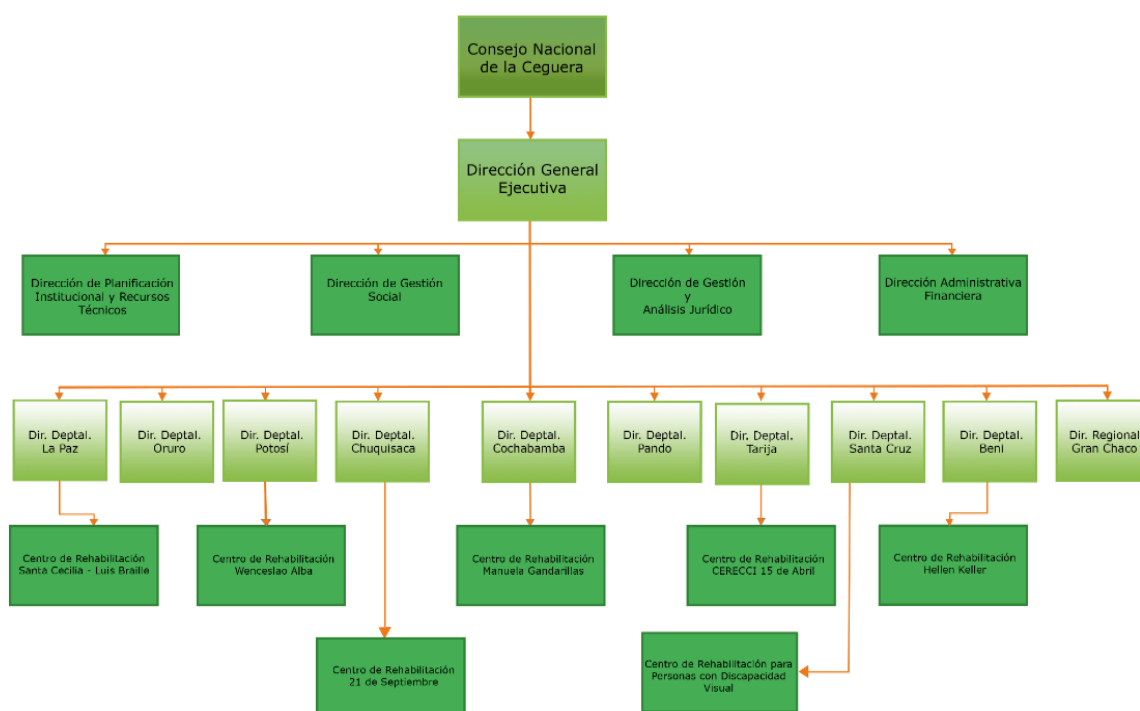 Consejo Nacional
de la Ceguera
Dirección General
Ejecutiva
Dirección de Planificación
Institucional y Recursos
Técnicos
Dirección de Gestión
Social
Dirección de Gestión
y
Análisis Jurídico
Dirección Administrativa
Financiera
Dir. Deptal.
La Paz
Dir. Deptal.
Oruro
Dir. Deptal.
Potosí
Dir. Deptal.
Chuquisaca
Dir. Deptal.
Cochabamba
Dir. Deptal.
Pando
Dir. Deptal.
Tarija
Dir. Deptal.
Santa Cruz
Dir. Deptal.
Beni
Dir. Regional
Gran Chaco
Centro de Rehabilitación
Santa Cecilia - Luis Braille
Centro de Rehabilitación
Wenceslao Alba
Centro de Rehabilitación
Manuela Gandarillas
Centro de Rehabilitación
CERECCI 15 de Abril
Centro de Rehabilitación
Hellen Keller
Centro de Rehabilitación
21 de Septiembre
Centro de Rehabilitación para
Personas con Discapacidad
Visual